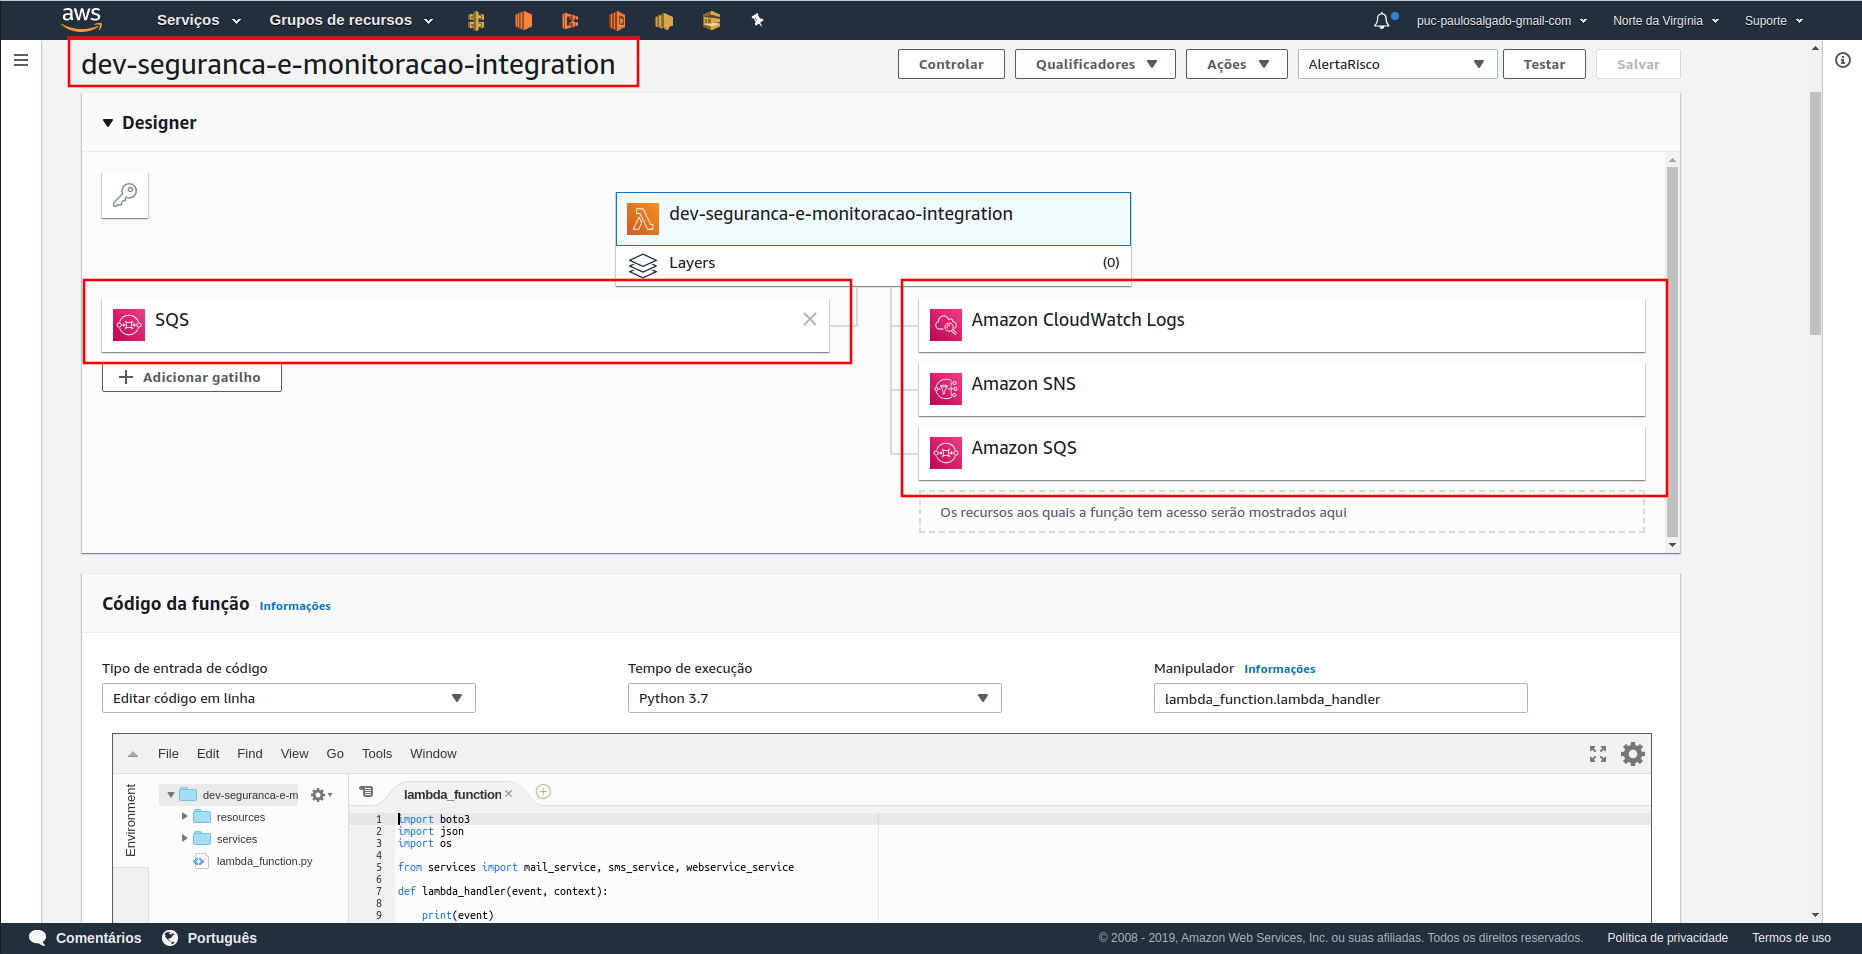 aws Serviços Grupos de recursos puc-paulosalgado-gmail-com Norte da Virgínia Suporte
dev-seguranca-e-monitoracao-integration Controlar Qualificadores Ações AlertaRisco Testar Salvar
Designer
dev-seguranca-e-monitoracao-integration
Layers (0)
SQS
Adicionar gatilho
Amazon CloudWatch Logs
Amazon SNS
Amazon SQS
Os recursos aos quais a função tem acesso serão mostrados aqui
Código da função Informações
Tipo de entrada de código
Editar código em linha
Tempo de execução
Python 3.7
Manipulador Informações
lambda_function.lambda_handler
File Edit Find View Go Tools Window
Environment
dev-seguranca-e-m
resources
services
lambda_function.py
lambda_function
1 import boto3
2 import json
3 import os
4
5 from services import mail_service, sms_service, webservice_service
6
7 def lambda_handler(event, context):
8
9 print(event)
Comentários Português © 2008 - 2019, Amazon Web Services, Inc. ou suas afiliadas. Todos os direitos reservados. Política de privacidade Termos de uso